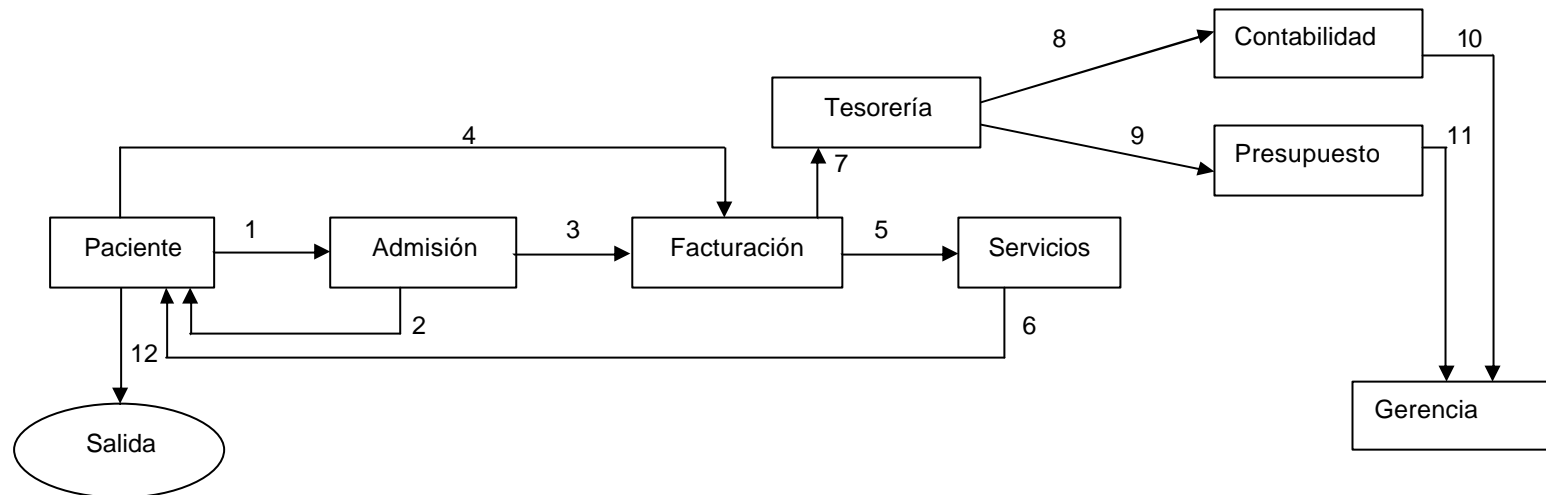 8
Contabilidad
10
Tesorería
4
9
Presupuesto
11
7
Paciente
1
Admisión
3
Facturación
5
Servicios
2
6
12
Salida
Gerencia